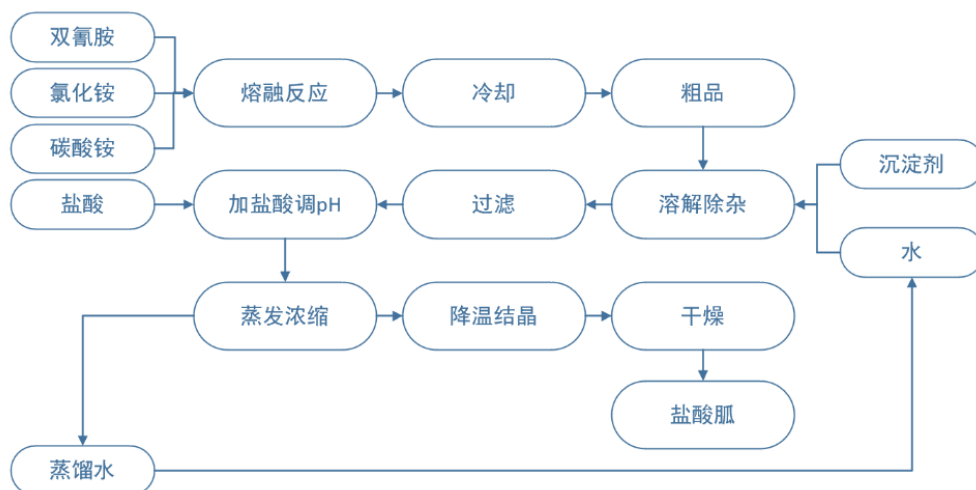 双氰胺
氯化铵
碳酸铵
熔融反应
冷却
粗品
盐酸
加盐酸调pH
过滤
溶解除杂
沉淀剂
水
蒸发浓缩
降温结晶
干燥
盐酸胍
蒸馏水